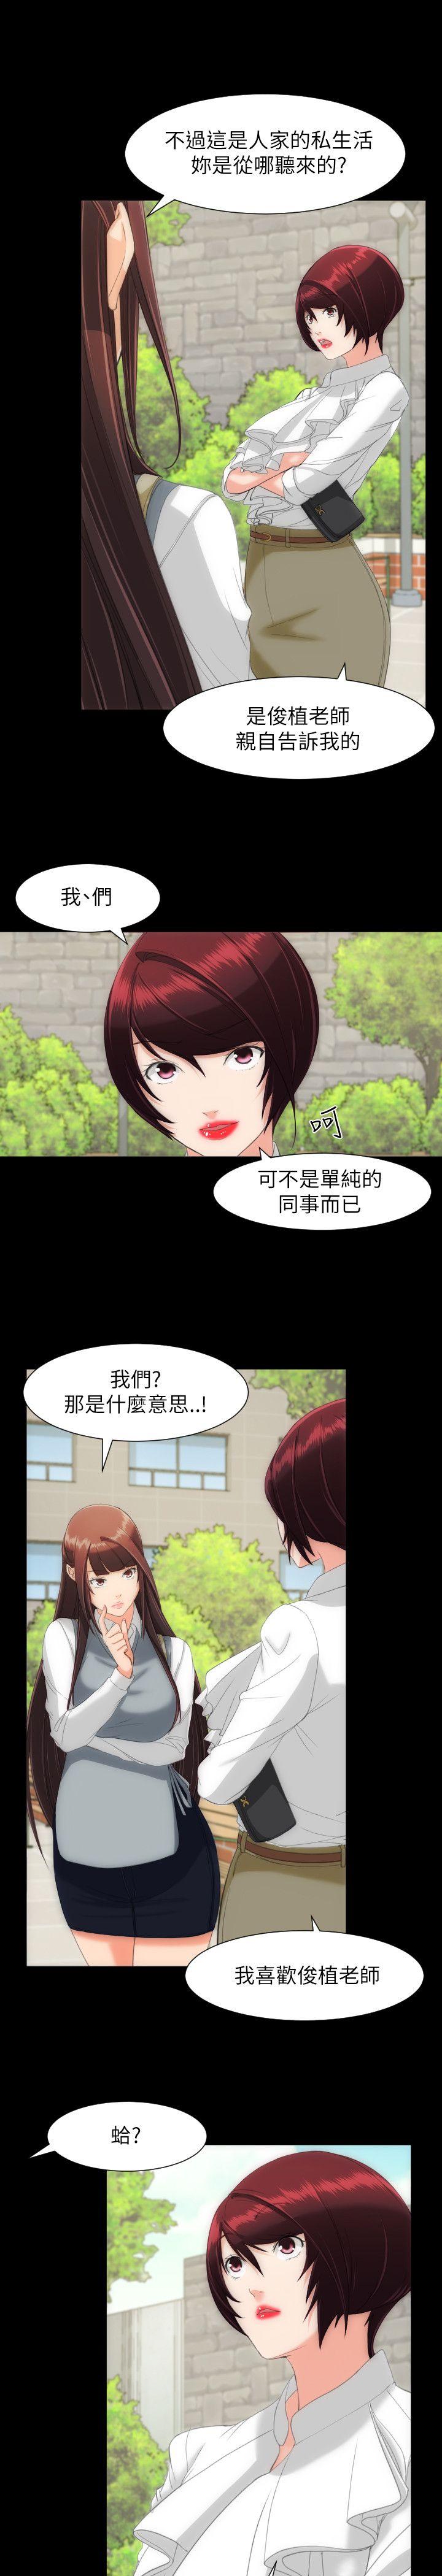 不過這是人家的私生活
妳是從哪聽來的?
是俊植老師
親自告訴我的
我、們
呵
可不是單純的
同事而已
我們?
那是什麼意思..!
我喜歡俊植老師
蛤?